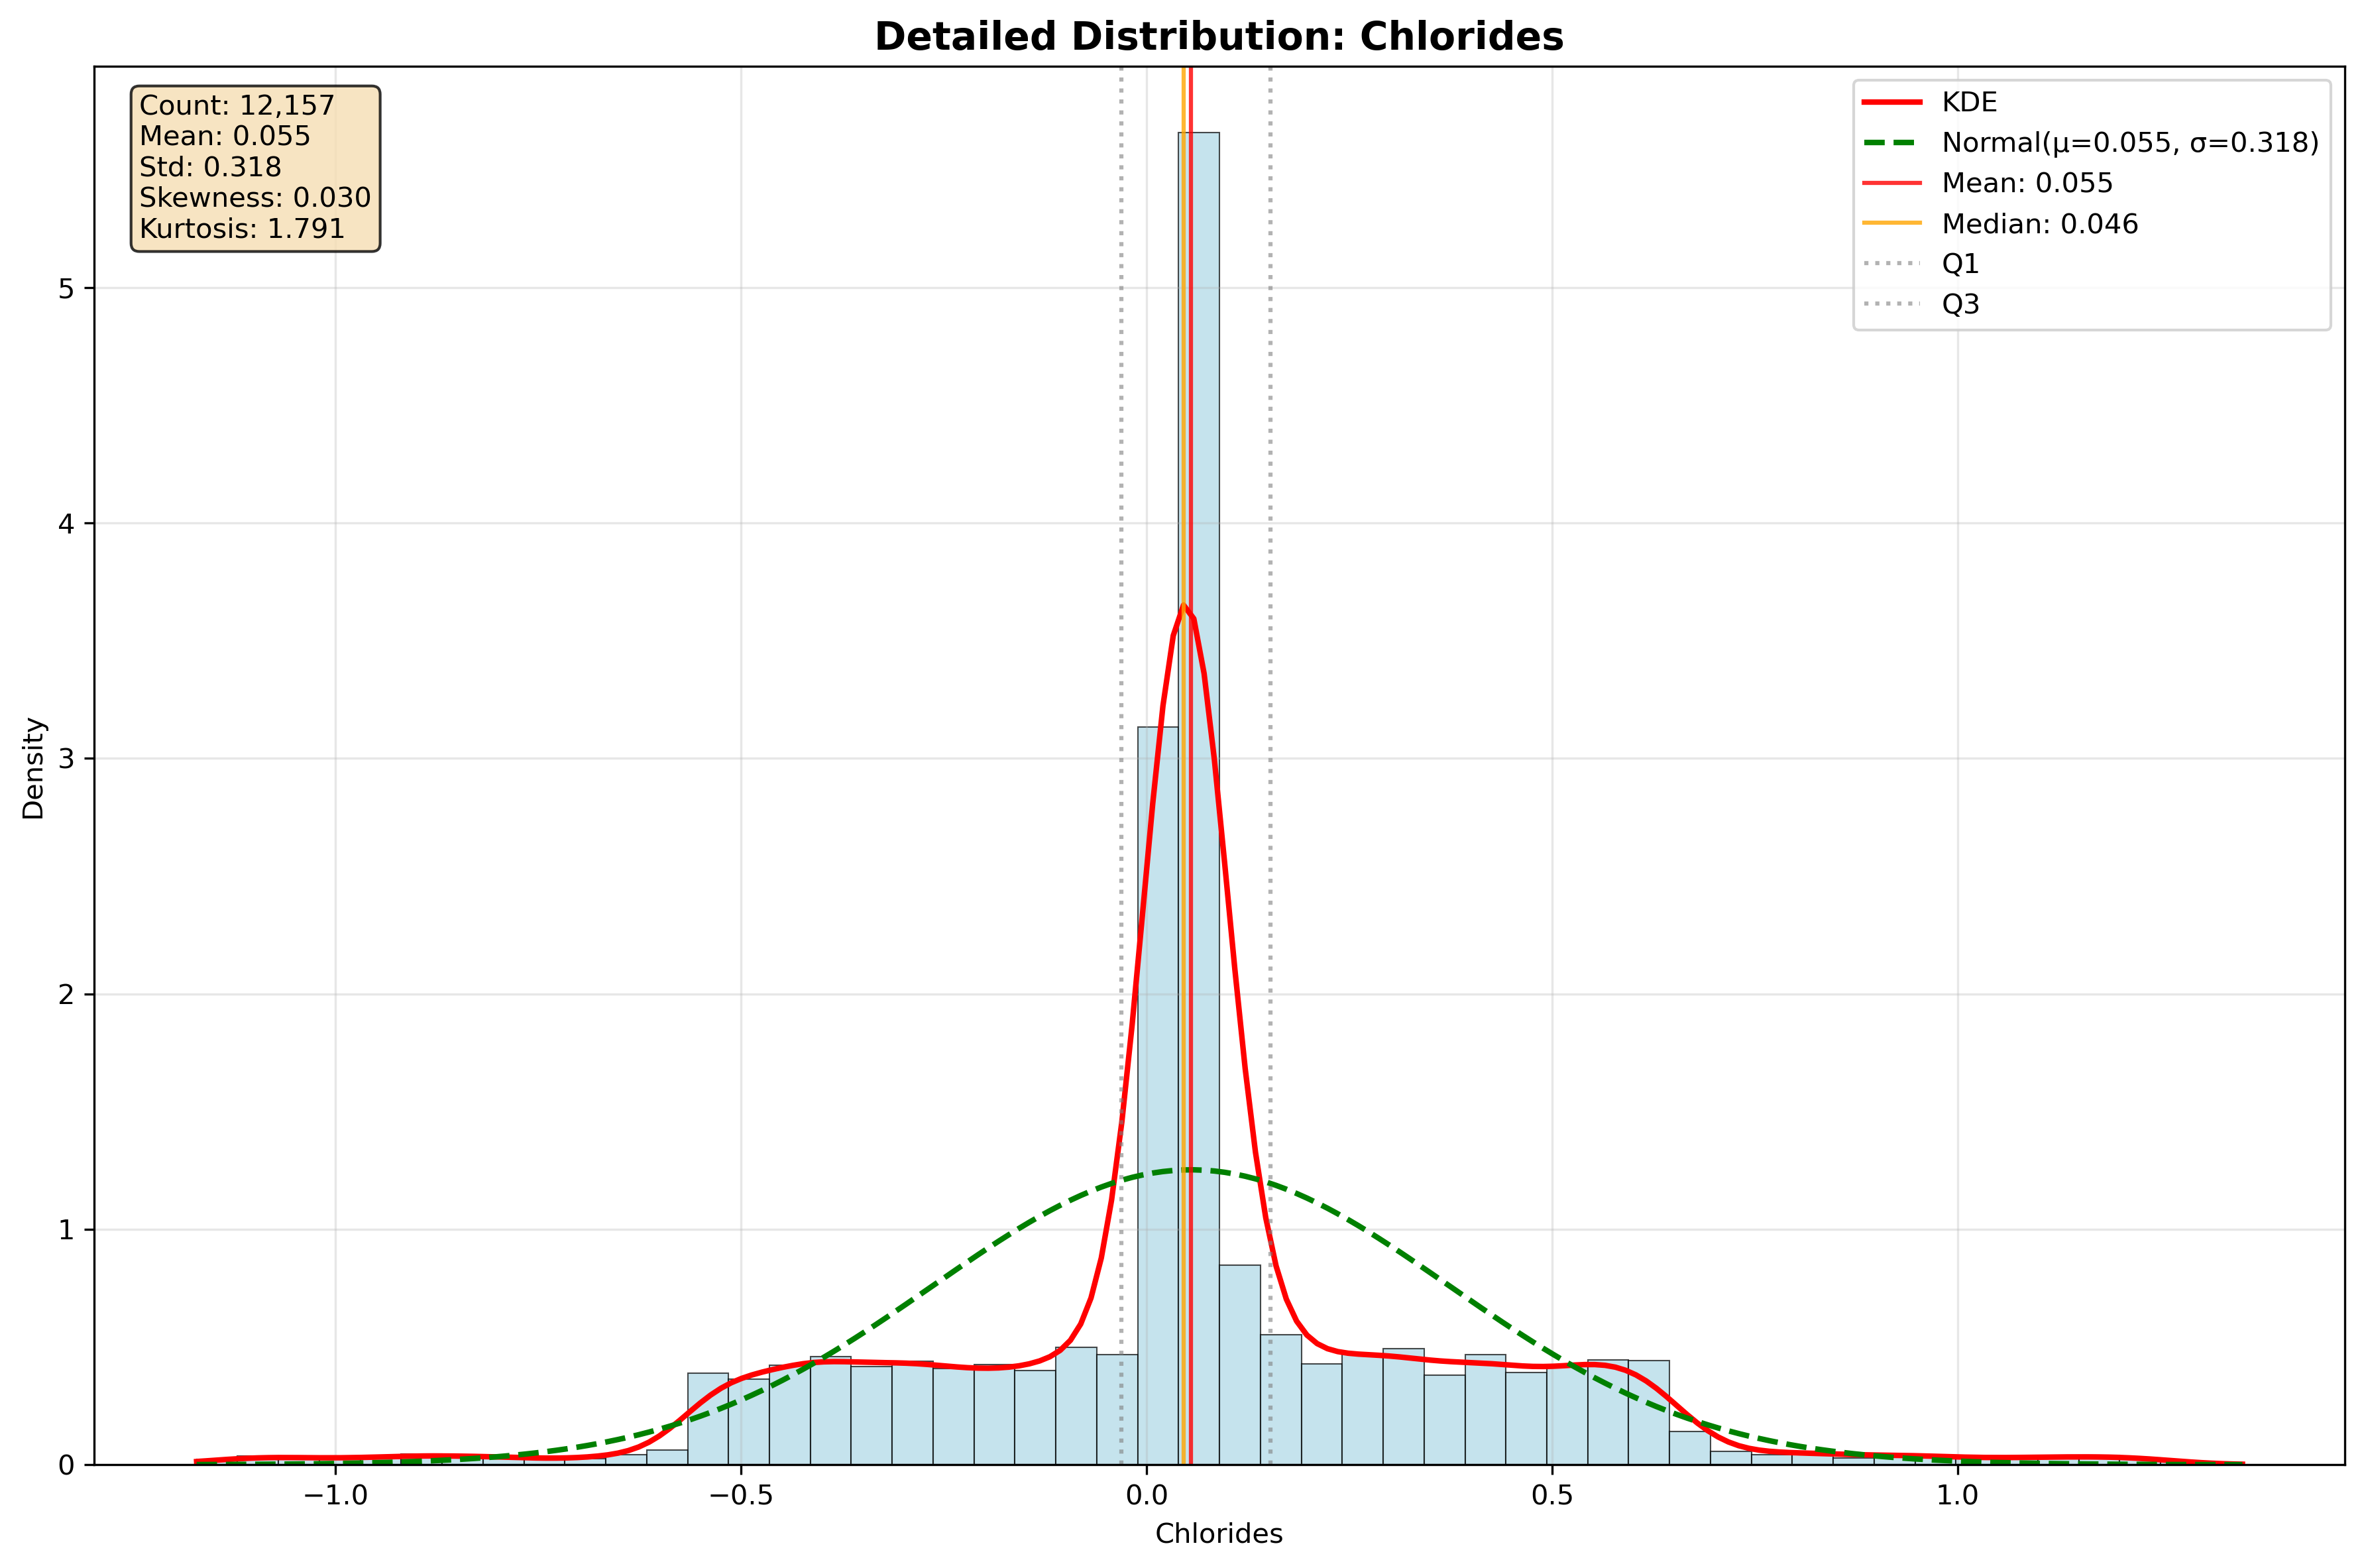 Detailed Distribution: Chlorides
Count: 12,157
Mean: 0.055
Std: 0.318
Skewness: 0.030
Kurtosis: 1.791
KDE
Normal(μ=0.055, σ=0.318)
Mean: 0.055
Median: 0.046
Q1
Q3
Density
5
4
3
2
1
0
−1.0
−0.5
0.0
0.5
1.0
Chlorides